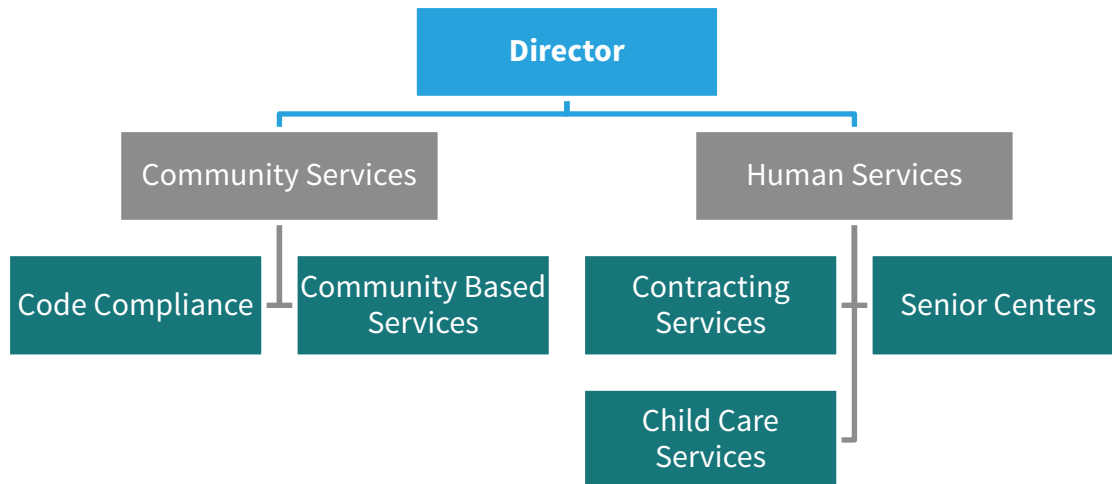 Director
Community Services
Human Services
Code Compliance
Community Based
Services
Contracting
Services
Senior Centers
Child Care
Services